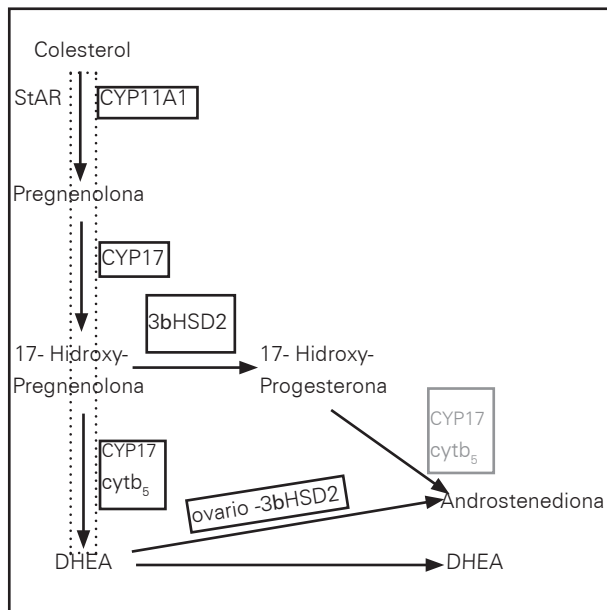 Colesterol
StAR
CYP11A1
Pregnenolona
CYP17
3bHSD2
17- Hidroxy-
Pregnenolona
17- Hidroxy-
Progesterona
CYP17
cytb5
CYP17
cytb5
ovario -3bHSD2
Androstenediona
DHEA
DHEA